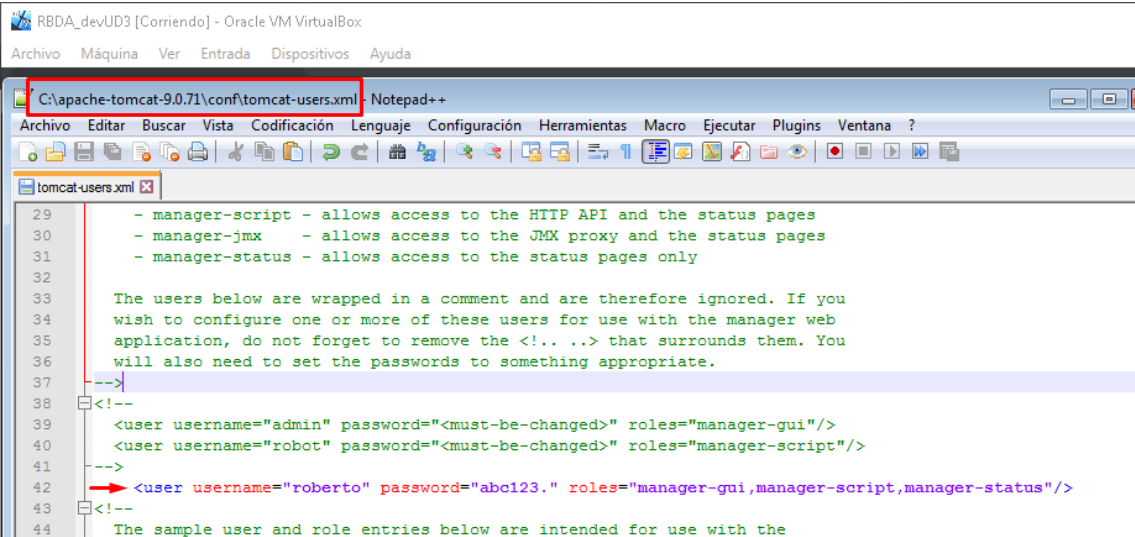 RBDA_devUD3 [Corriendo] - Oracle VM VirtualBox
Archivo Máquina Ver Entrada Dispositivos Ayuda
C:\apache-tomcat-9.0.71\conf\tomcat-users.xml - Notepad++
Archivo Editar Buscar Vista Codificación Lenguaje Configuración Herramientas Macro Ejecutar Plugins Ventana ?
tomcat-users.xml
29 - manager-script - allows access to the HTTP API and the status pages
30 - manager-jmx    - allows access to the JMX proxy and the status pages
31 - manager-status - allows access to the status pages only
32
33 The users below are wrapped in a comment and are therefore ignored. If you
34 wish to configure one or more of these users for use with the manager web
35 application, do not forget to remove the <!.. ..> that surrounds them. You
36 will also need to set the passwords to something appropriate.
37 -->
38 <!--
39 <user username="admin" password="<must-be-changed>" roles="manager-gui"/>
40 <user username="robot" password="<must-be-changed>" roles="manager-script"/>
41 -->
42 <user username="roberto" password="abc123." roles="manager-gui,manager-script,manager-status"/>
43 <!--
44 The sample user and role entries below are intended for use with the